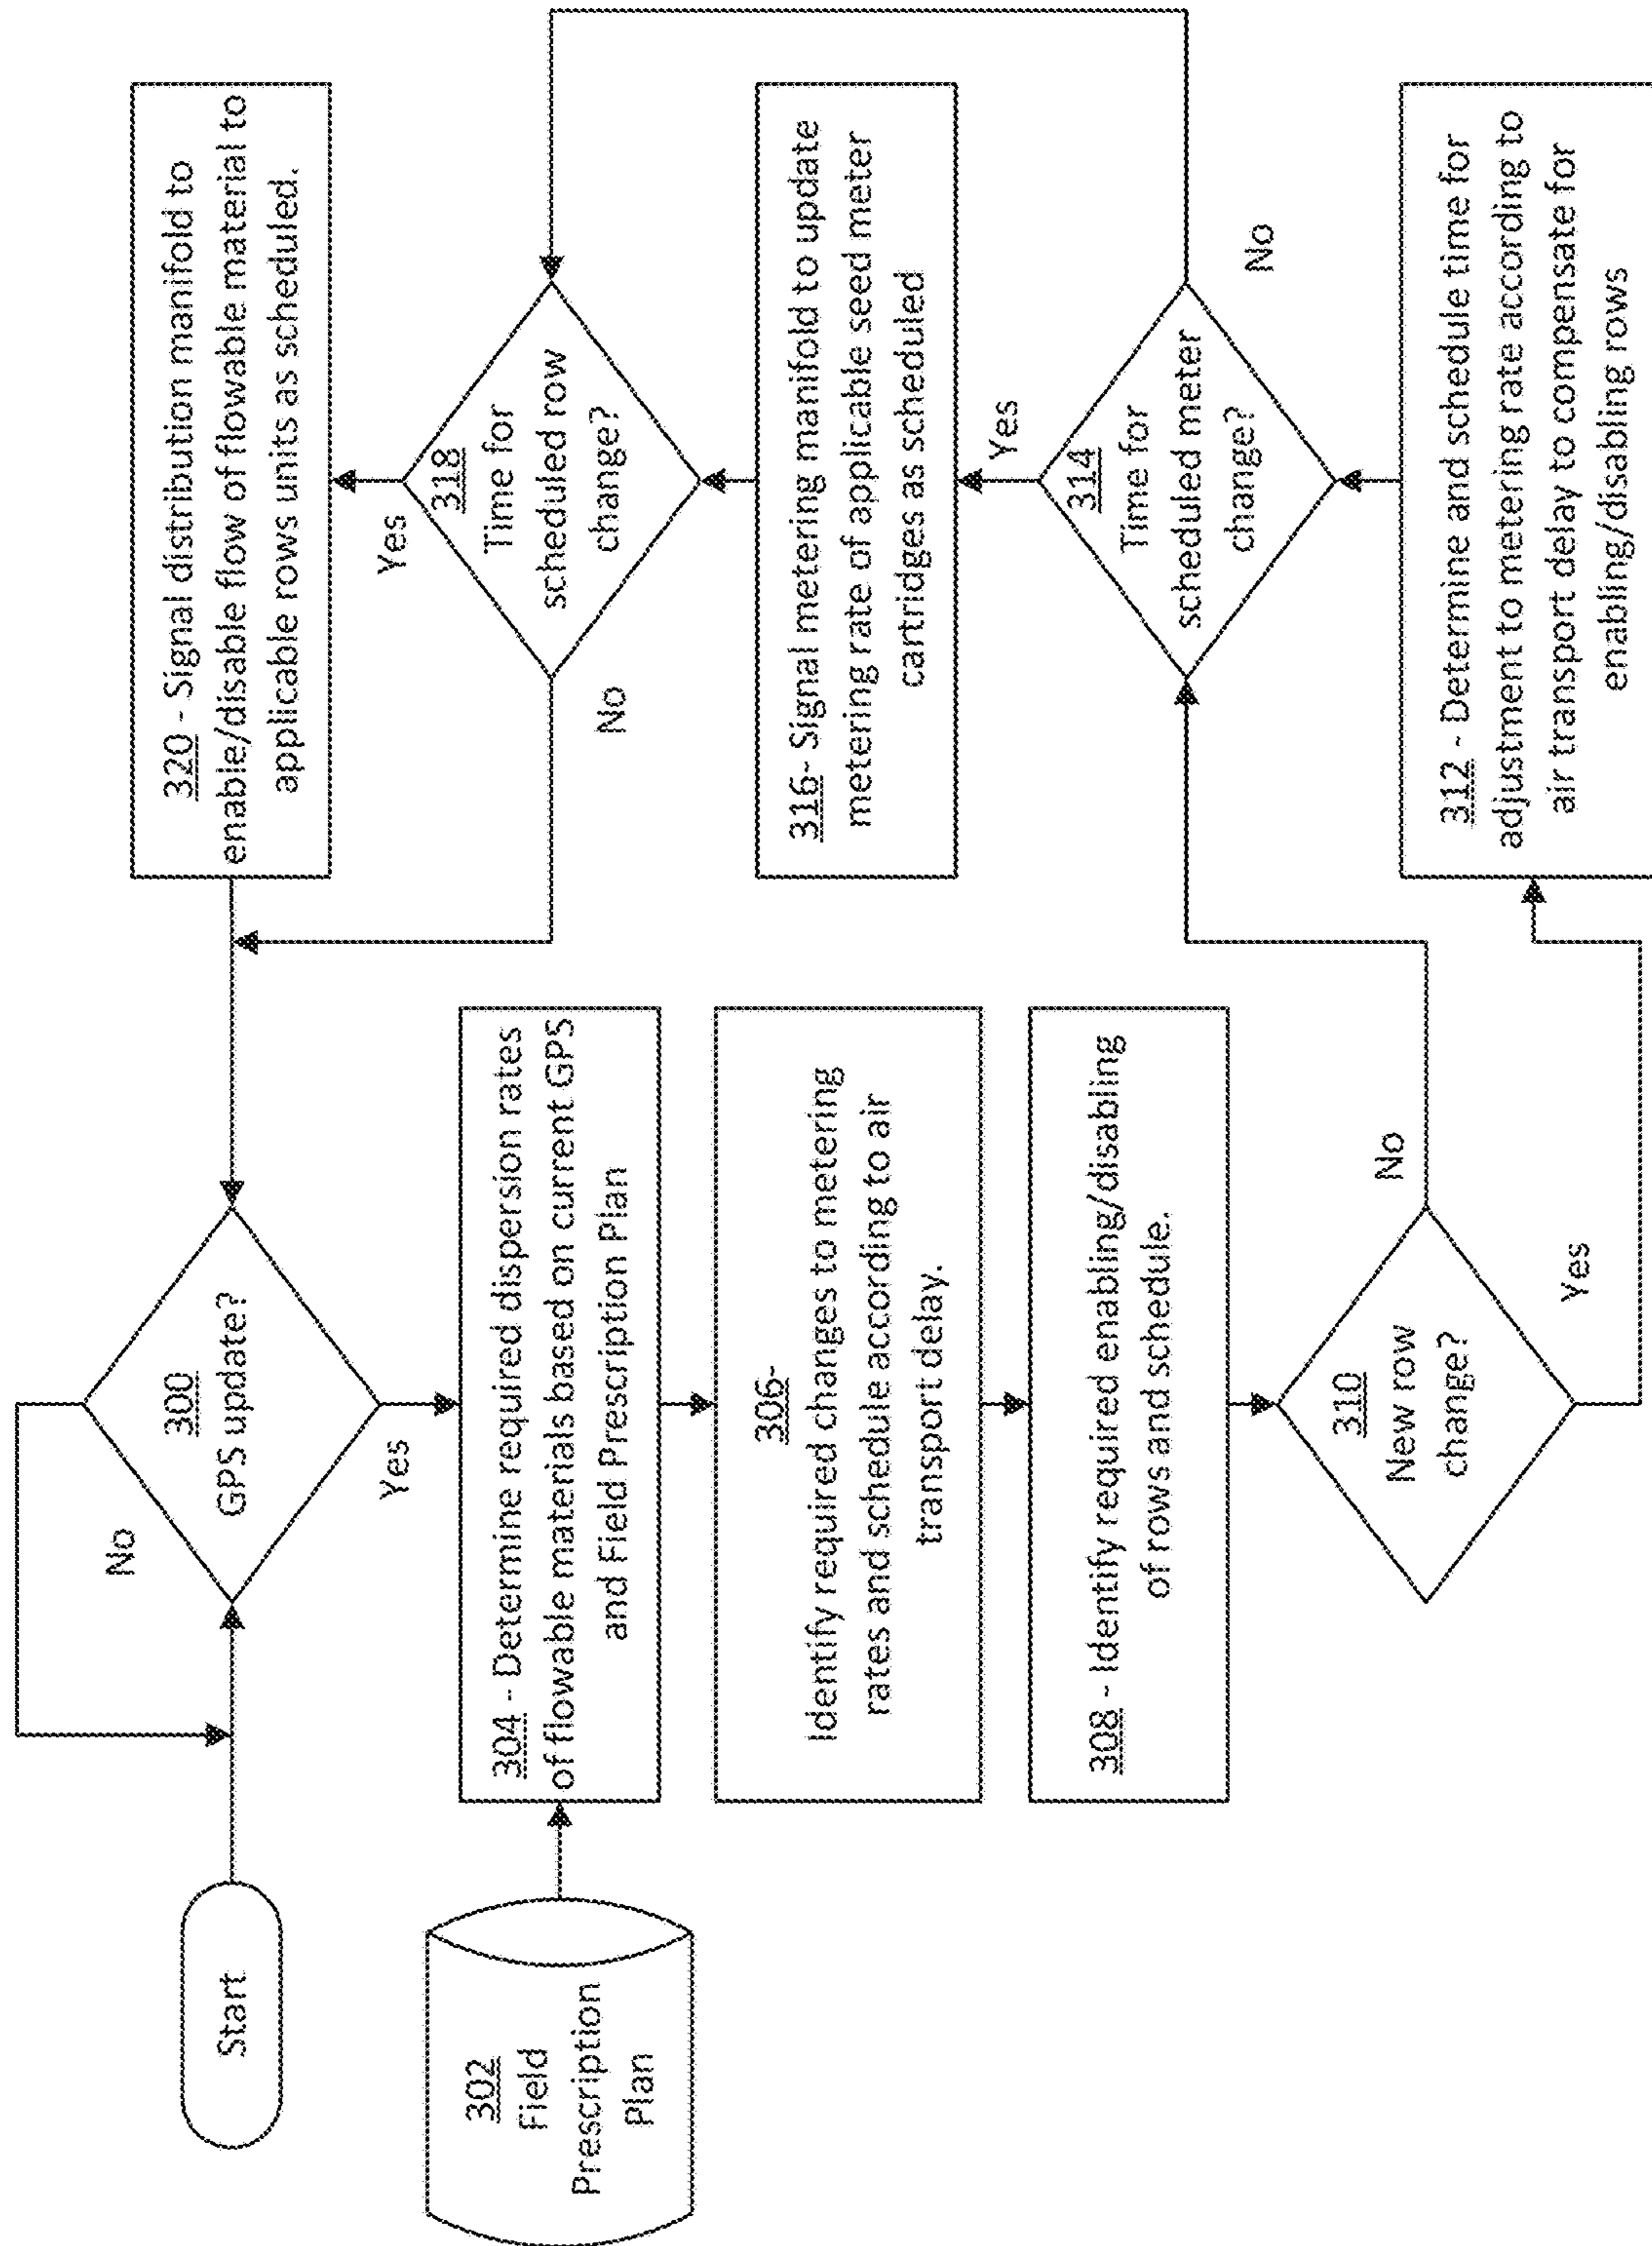 Start
300
GPS update?
No
Yes
302
Field
Prescription
Plan
304 - Determine required dispersion rates
of flowable materials based on current GPS
and Field Prescription Plan
306-
Identify required changes to metering
rates and schedule according to air
transport delay.
308 - Identify required enabling/disabling
of rows and schedule.
310
New row
change?
No
Yes
312 - Determine and schedule time for
adjustment to metering rate according to
air transport delay to compensate for
enabling/disabling rows
314
Time for
scheduled meter
change?
No
Yes
316- Signal metering manifold to update
metering rate of applicable seed meter
cartridges as scheduled
318
Time for
scheduled row
change?
No
Yes
320 - Signal distribution manifold to
enable/disable flow of flowable material to
applicable rows units as scheduled.